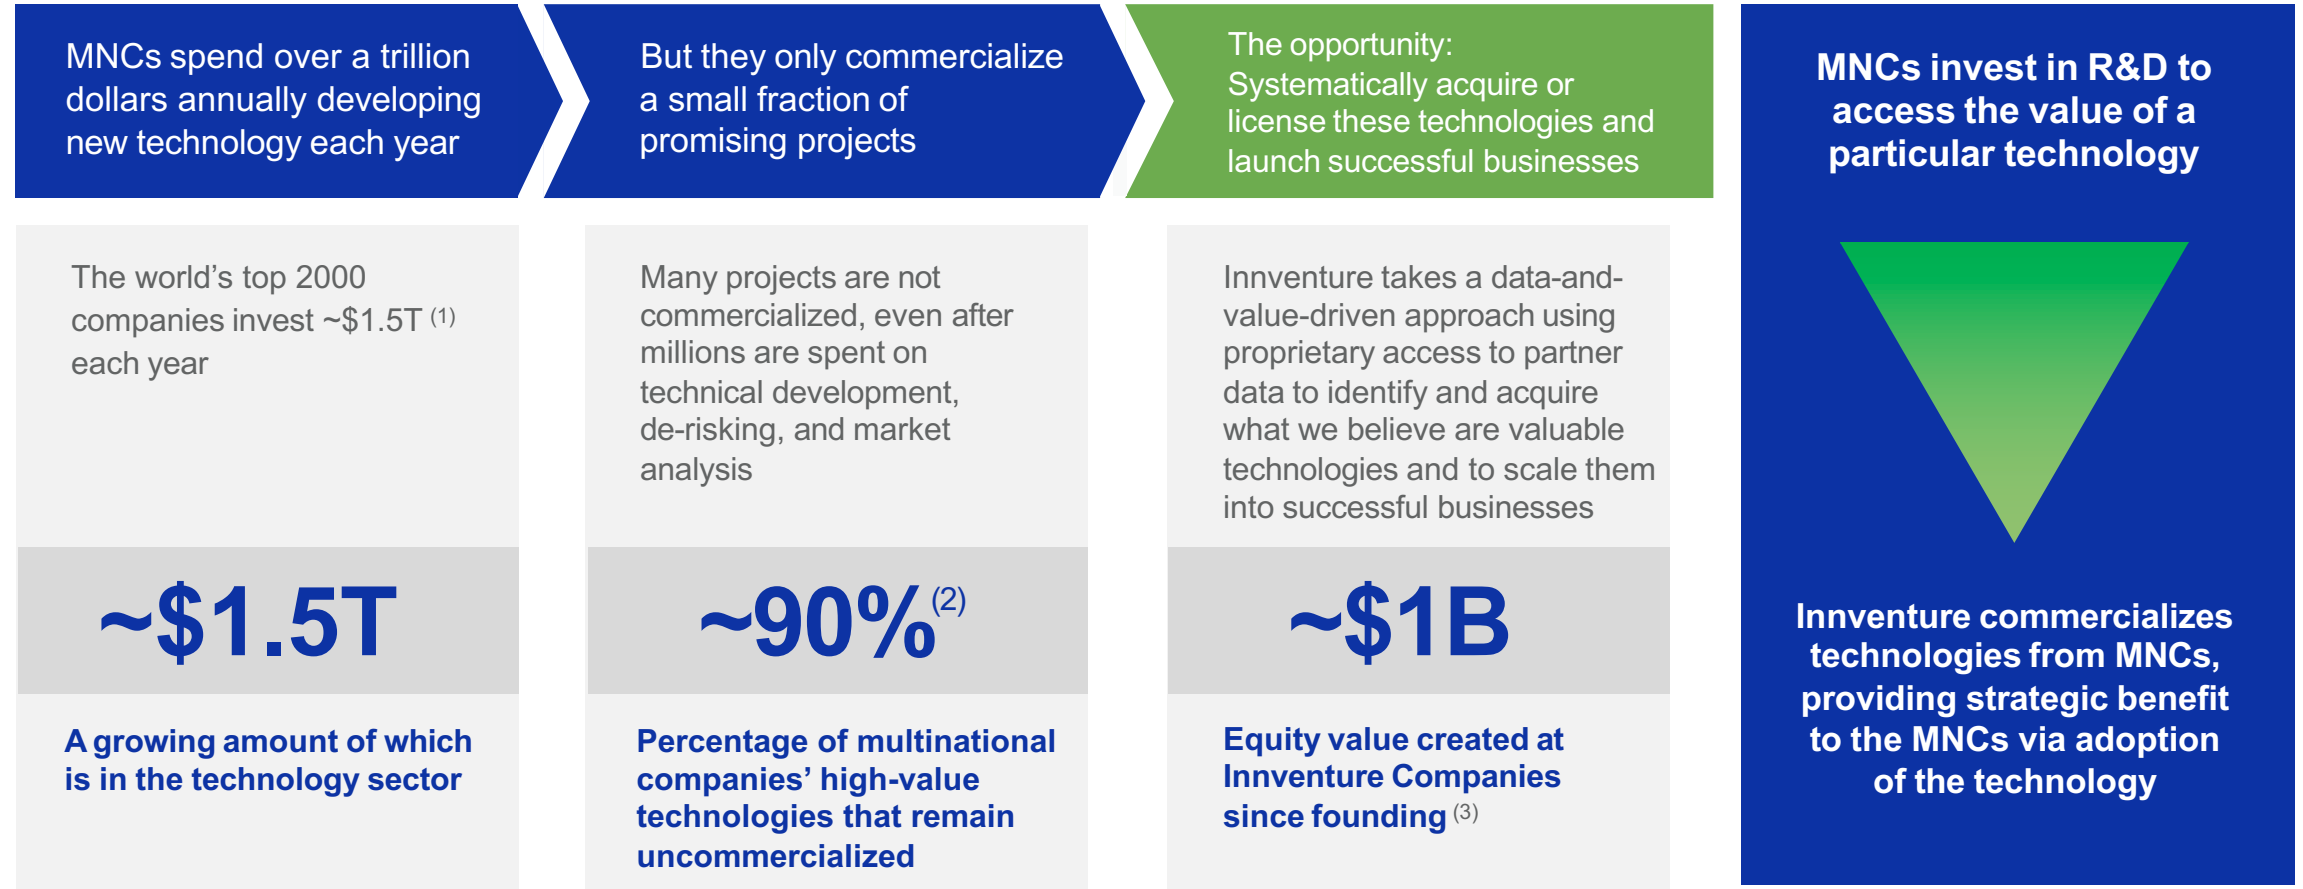 MNCs spend over a trillion
dollars annually developing
new technology each year
But they only commercialize
a small fraction of
promising projects
The opportunity:
Systematically acquire or
license these technologies and
launch successful businesses
MNCs invest in R&D to
access the value of a
particular technology
The world's top 2000
companies invest ~$1.5T (1)
each year
~$1.5T
A growing amount of which
is in the technology sector
Many projects are not
commercialized, even after
millions are spent on
technical development,
de-risking, and market
analysis
~90%(2)
Percentage of multinational
companies' high-value
technologies that remain
uncommercialized
Innventure takes a data-and-
value-driven approach using
proprietary access to partner
data to identify and acquire
what we believe are valuable
technologies and to scale them
into successful businesses
~$1B
Equity value created at
Innventure Companies
since founding (3)
Innventure commercializes
technologies from MNCs,
providing strategic benefit
to the MNCs via adoption
of the technology